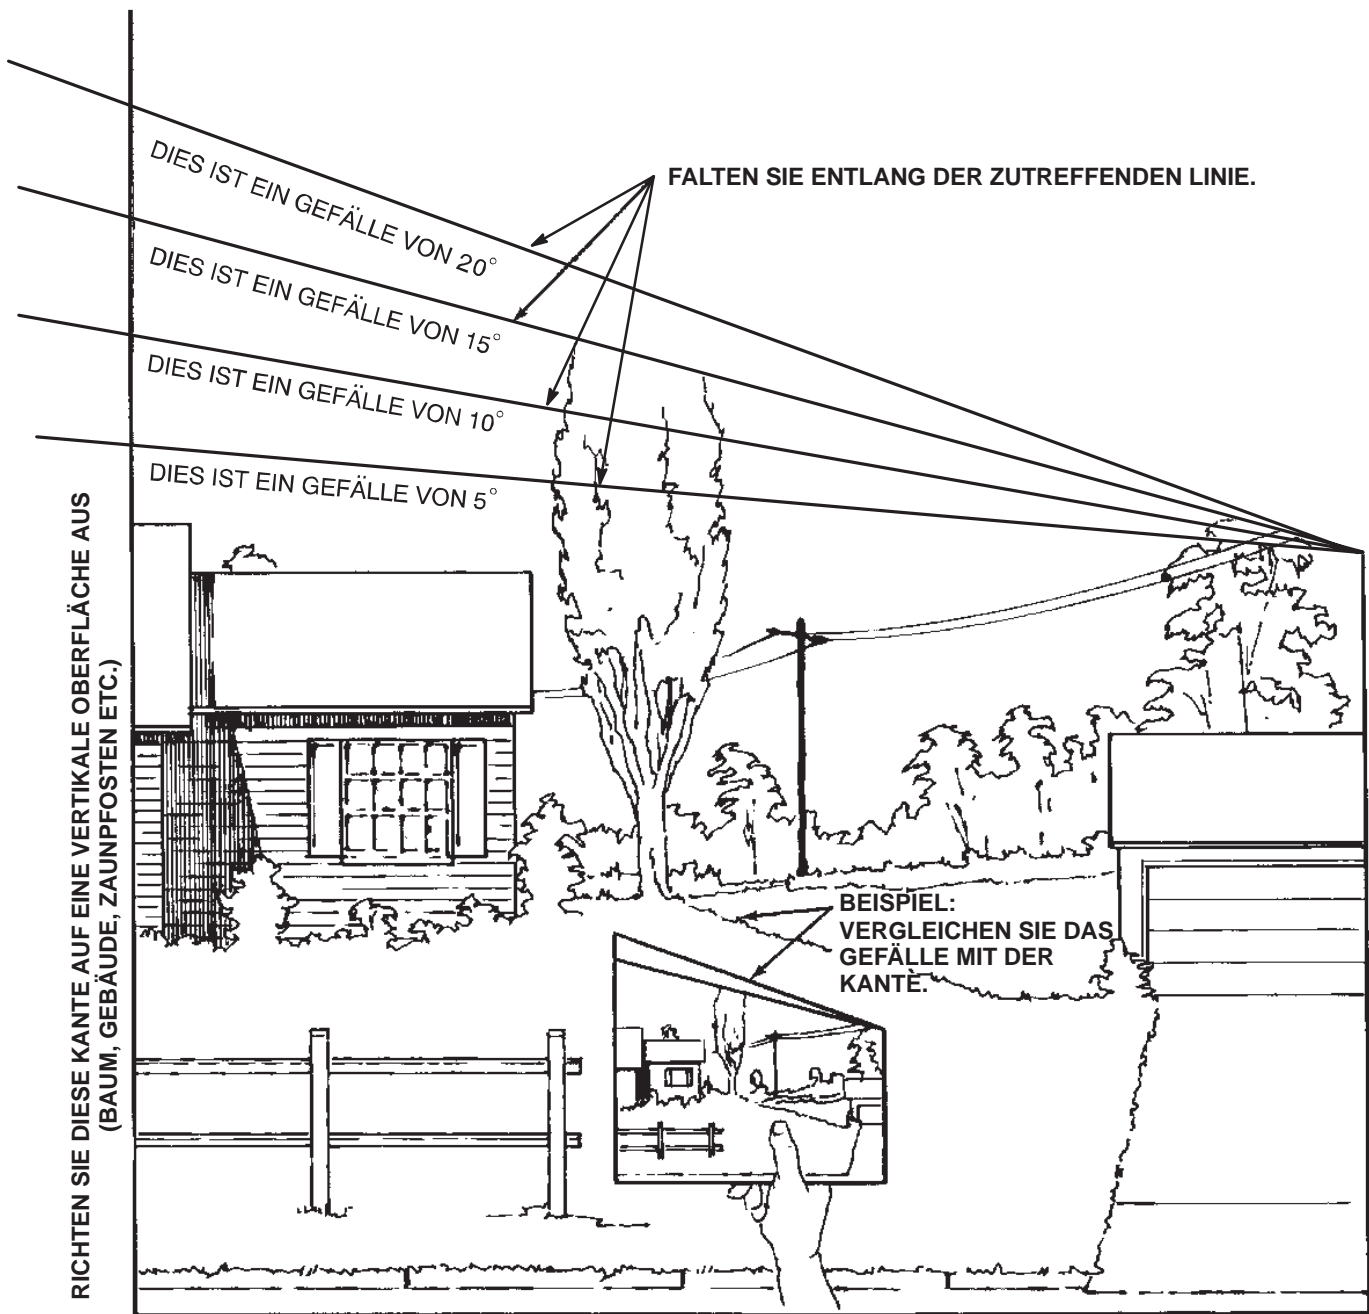 DIES IST EIN GEFÄLLE VON 20°
FALTEN SIE ENTLANG DER ZUTREFFENDEN LINIE.
DIES IST EIN GEFÄLLE VON 15°
DIES IST EIN GEFÄLLE VON 10°
DIES IST EIN GEFÄLLE VON 5°
RICHTEN SIE DIESE KANTE AUF EINE VERTIKALE OBERFLÄCHE AUS
(BAUM, GEBÄUDE, ZAUNPFOSTEN ETC.)
BEISPIEL:
VERGLEICHEN SIE DAS
GEFÄLLE MIT DER
KANTE.